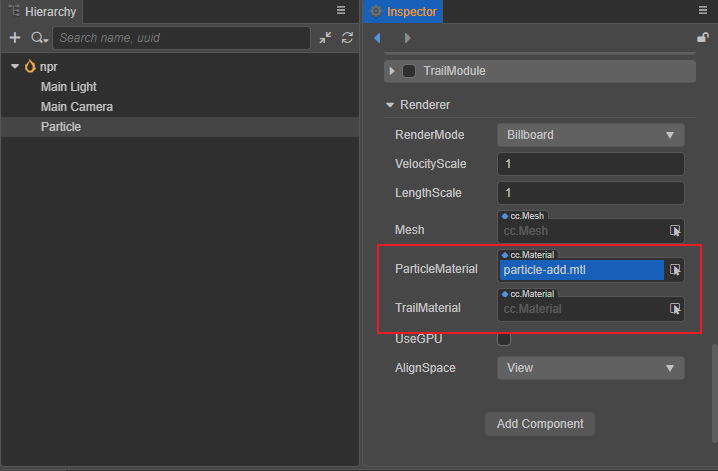 Hierarchy
Search name, uuid
npr
Main Light
Main Camera
Particle
Inspector
TrailModule
Renderer
RenderMode Billboard
VelocityScale 1
LengthScale 1
cc.Mesh
Mesh cc.Mesh
cc.Material
ParticleMaterial particle-add.mtl
cc.Material
TrailMaterial cc.Material
UseGPU
AlignSpace View
Add Component